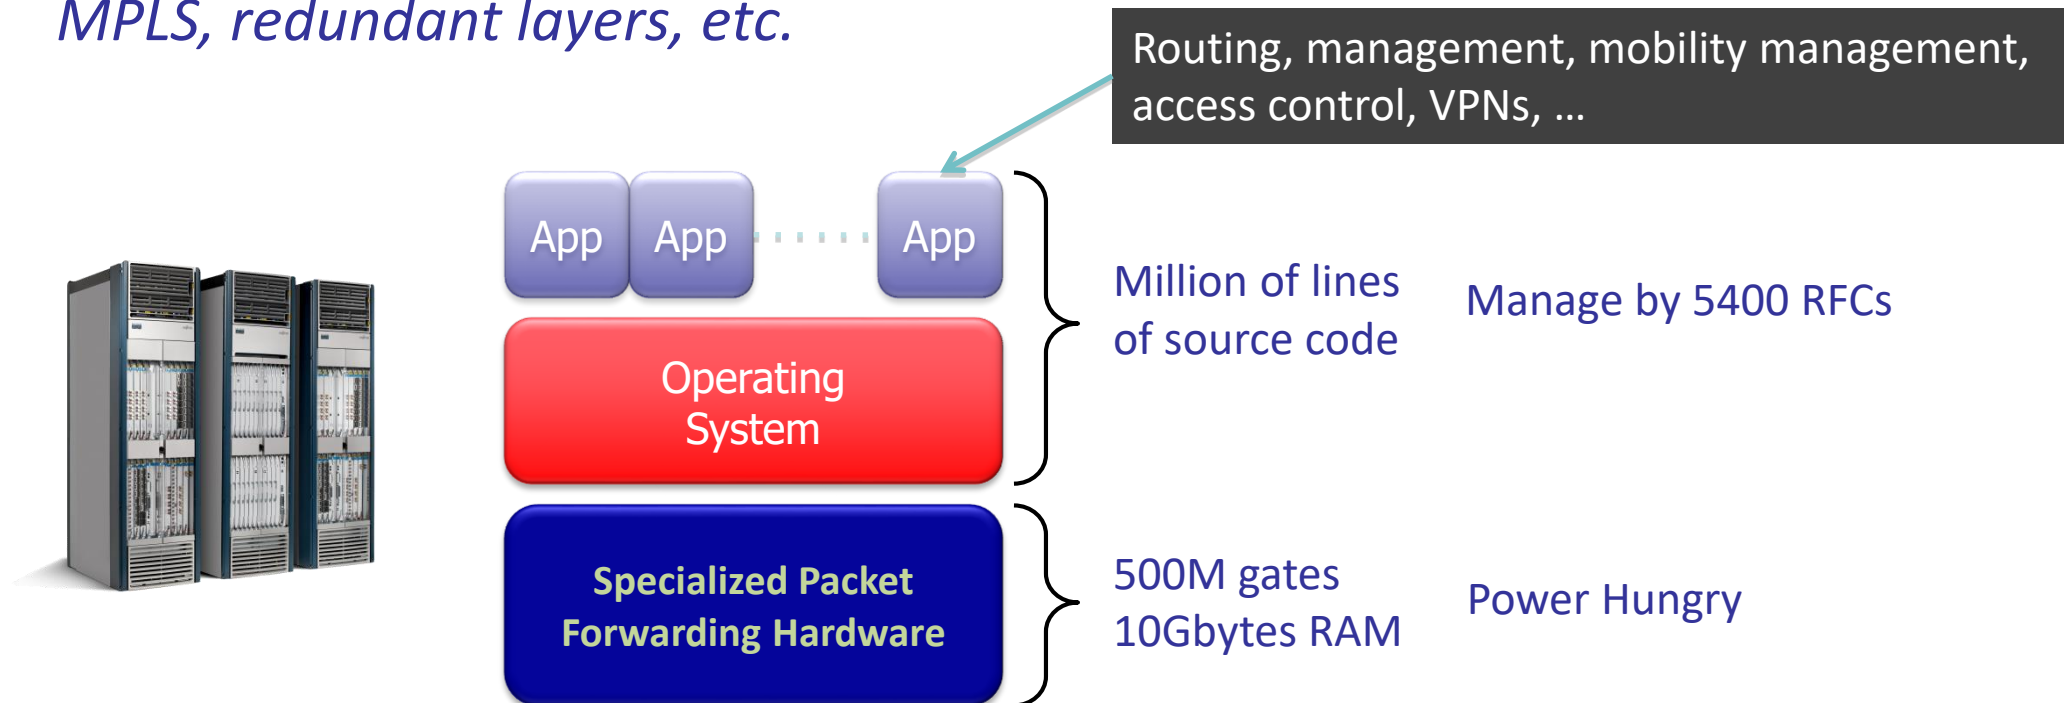 MPLS, redundant layers, etc.
Routing, management, mobility management,
access control, VPNs, ...
App
App
App
Million of lines
of source code
Manage by 5400 RFCs
Operating
System
Specialized Packet
Forwarding Hardware
500M gates
10Gbytes RAM
Power Hungry